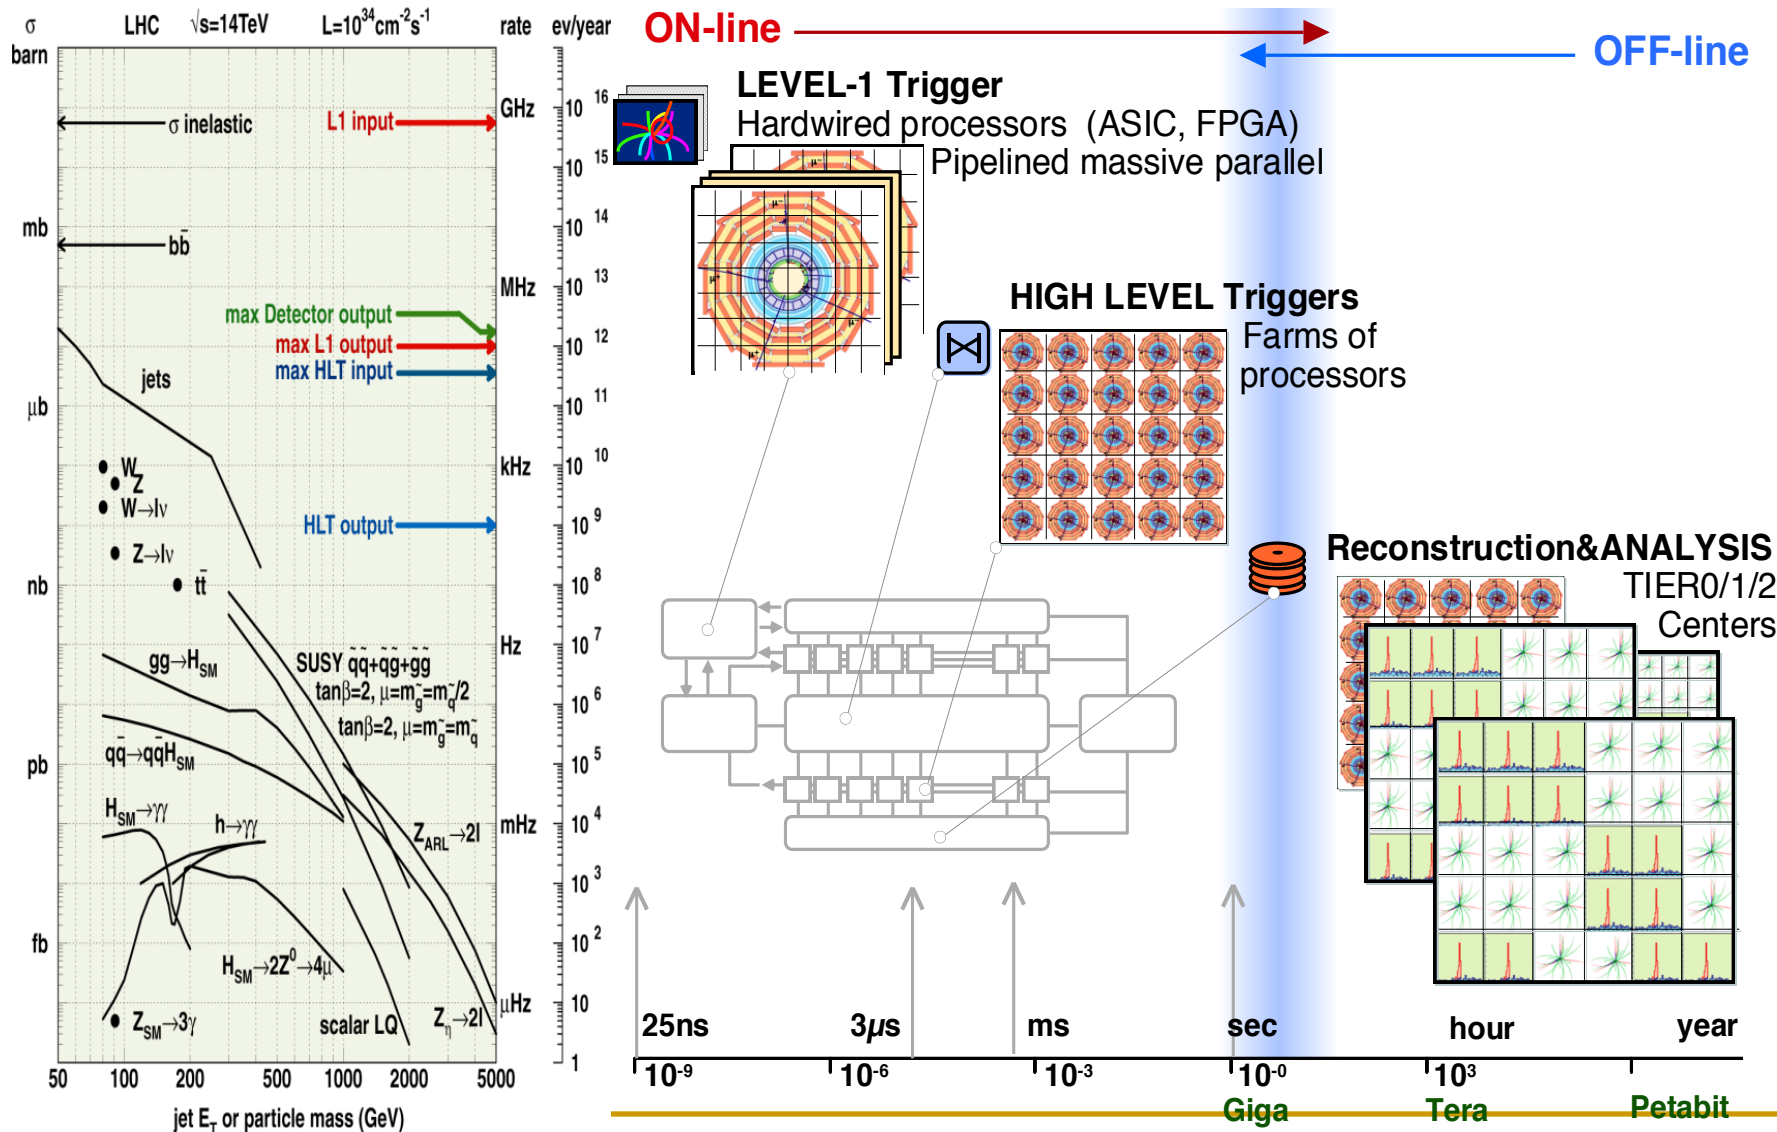 σ LHC √s=14TeV L=10³⁴cm⁻²s⁻¹ rate ev/year
barn
GHz 10¹⁶
σ inelastic L1 input
10¹⁵
mb 10¹⁴
bb̄
MHz 10¹³
max Detector output
10¹²
max L1 output
max HLT input
jets
μb 10¹¹
kHz 10¹⁰
W
Z
W→lν
HLT output 10⁹
Z→lν
nb tt̄ 10⁸
Hz 10⁷
gg→H_SM
SUSY q̃q̃+q̃g̃+g̃g̃
tanβ=2, μ=m_g̃=m_q̃/2
10⁶
tanβ=2, μ=m_g̃=m_q̃
qq̄→qq̄H_SM
pb 10⁵
H_SM→γγ
h→γγ
mHz 10⁴
Z_ARL→2l
10³
fb 10²
H_SM→2Z⁰→4μ
μHz 10
Z_SM→3γ
scalar LQ
Z_η→2l
1
50 100 200 500 1000 2000 5000
jet E_T or particle mass (GeV)
ON-line
OFF-line
LEVEL-1 Trigger
Hardwired processors (ASIC, FPGA)
Pipelined massive parallel
μ⁻
μ⁻
μ⁺
μ⁻
μ⁺
HIGH LEVEL Triggers
Farms of
processors
Reconstruction&ANALYSIS
TIER0/1/2
Centers
25ns 3μs ms sec hour year
10⁻⁹ 10⁻⁶ 10⁻³ 10⁻⁰ 10³
Giga Tera Petabit